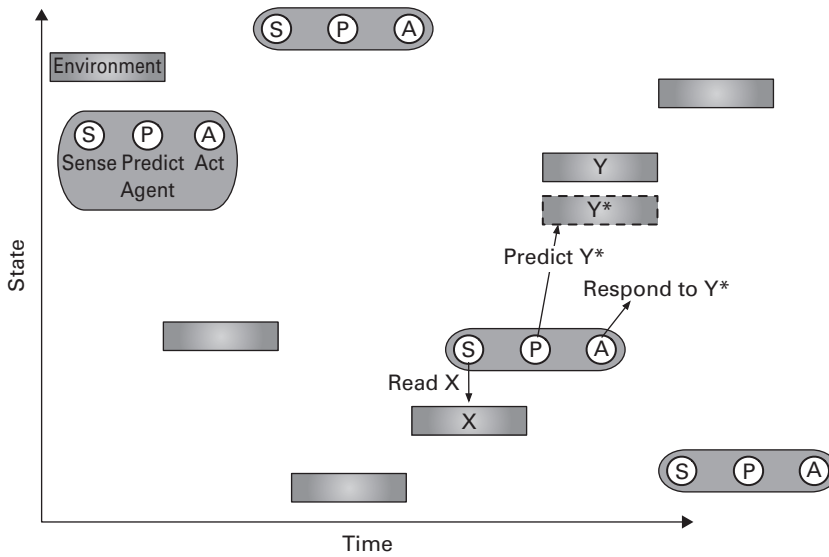 S P A
Environment
S P A
Sense Predict Act
Agent
Y
Y*
Predict Y*
Respond to Y*
State
S P A
Read X
X
S P A
Time